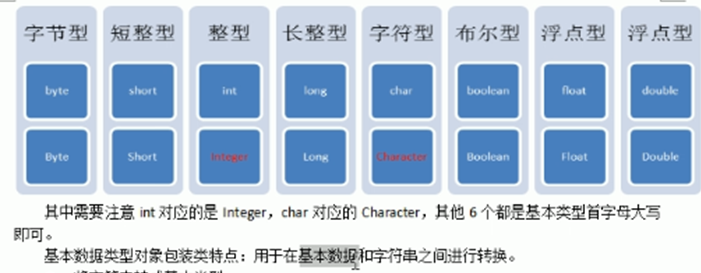 字节型 短整型 整型 长整型 字符型 布尔型 浮点型 浮点型
byte short int long char boolean float double
Byte Short Integer Long Character Boolean Float Double
其中需要注意 int 对应的是 Integer，char 对应的 Character，其他 6 个都是基本类型首字母大写
即可。
基本数据类型对象包装类特点：用于在基本数据和字符串之间进行转换。